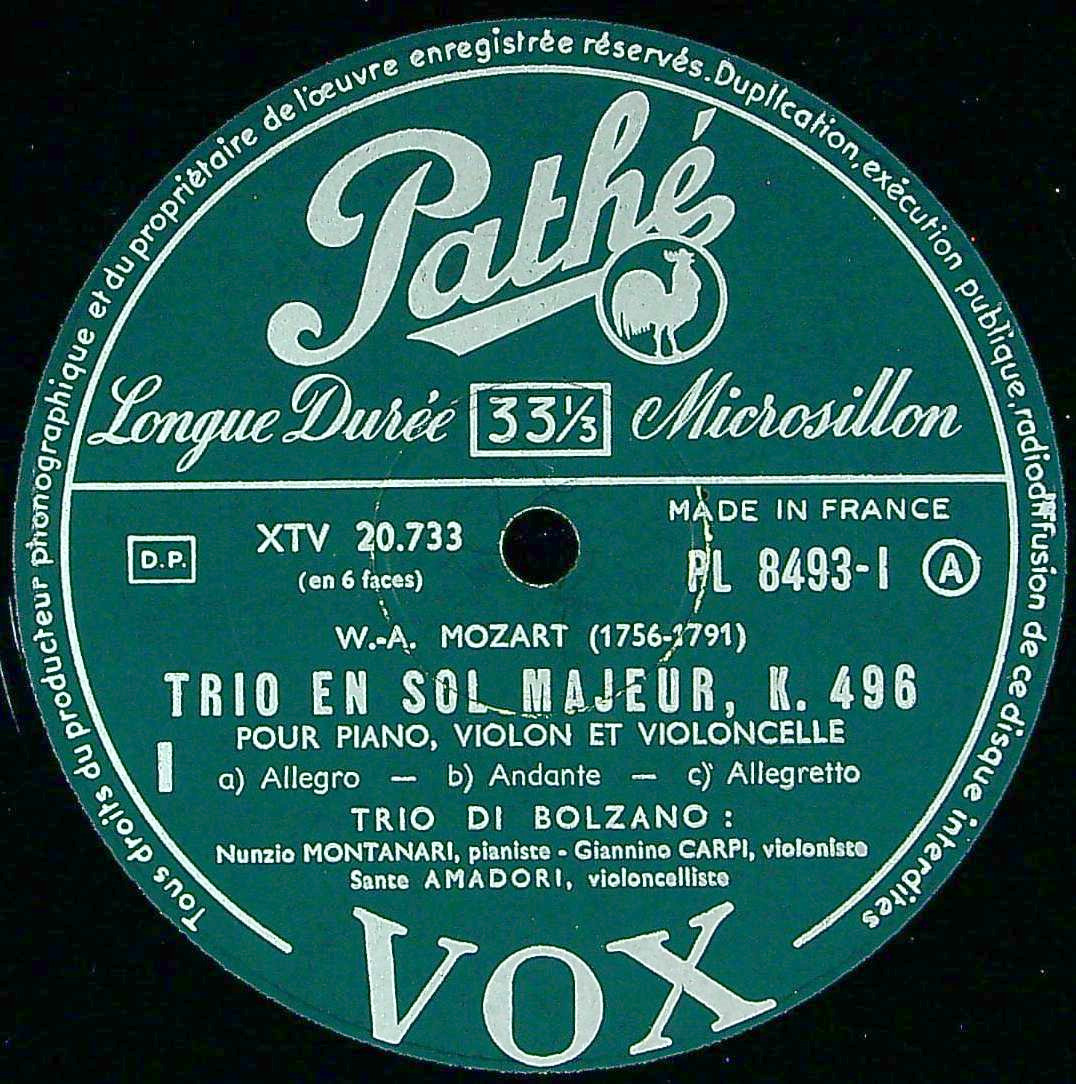 Tous droits du producteur phonographique et du propriétaire de l'œuvre enregistrée réservés. Duplication, exécution publique, radiodiffusion de ce disque interdites
Pathé
Longue Durée 33⅓ Microsillon
MADE IN FRANCE
D.P. XTV 20.733 PL 8493-1 A
(en 6 faces)
W.-A. MOZART (1756-1791)
TRIO EN SOL MAJEUR, K. 496
POUR PIANO, VIOLON ET VIOLONCELLE
I a) Allegro — b) Andante — c) Allegretto
TRIO DI BOLZANO :
Nunzio MONTANARI, pianiste - Giannino CARPI, violoniste
Sante AMADORI, violoncelliste
VOX